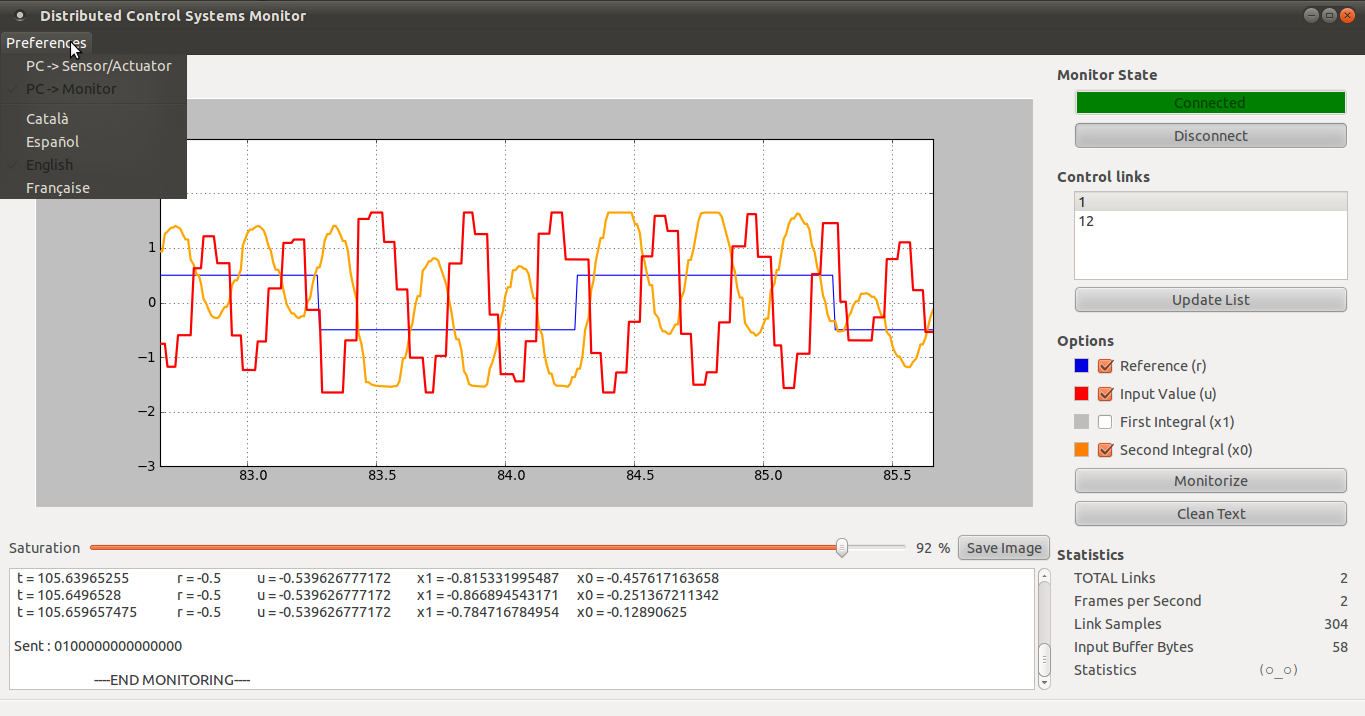 Distributed Control Systems Monitor
Preferences
PC -> Sensor/Actuator
PC -> Monitor
Català
Español
English
Française
1
0
−1
−2
−3
83.0 83.5 84.0 84.5 85.0 85.5
Monitor State
Connected
Disconnect
Control links
1
12
Update List
Options
Reference (r)
Input Value (u)
First Integral (x1)
Second Integral (x0)
Monitorize
Clean Text
Saturation 92 % Save Image
t = 105.63965255 r = -0.5 u = -0.539626777172 x1 = -0.815331995487 x0 = -0.457617163658
t = 105.6496528 r = -0.5 u = -0.539626777172 x1 = -0.866894543171 x0 = -0.251367211342
t = 105.659657475 r = -0.5 u = -0.539626777172 x1 = -0.784716784954 x0 = -0.12890625
Sent : 0100000000000000
----END MONITORING----
Statistics
TOTAL Links 2
Frames per Second 2
Link Samples 304
Input Buffer Bytes 58
Statistics (○_○)